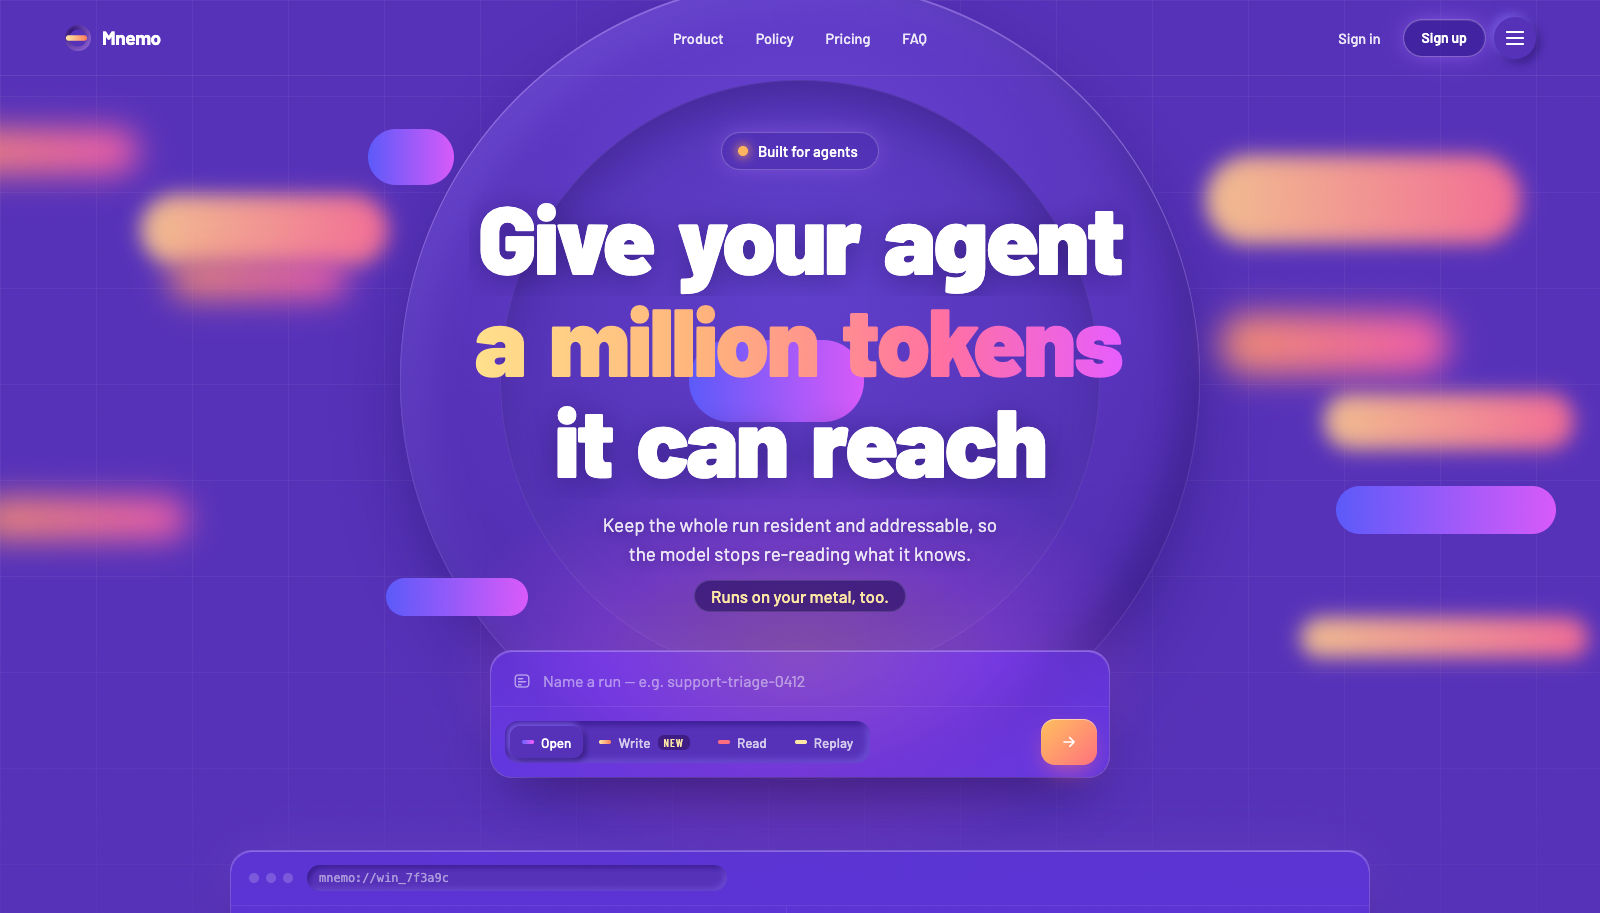 Mnemo
Product
Policy
Pricing
FAQ
Sign in
Sign up
Built for agents
Give your agent
a million tokens
it can reach
Keep the whole run resident and addressable, so
the model stops re-reading what it knows.
Runs on your metal, too.
Name a run — e.g. support-triage-0412
Open
Write NEW
Read
Replay
mnemo://win_7f3a9c